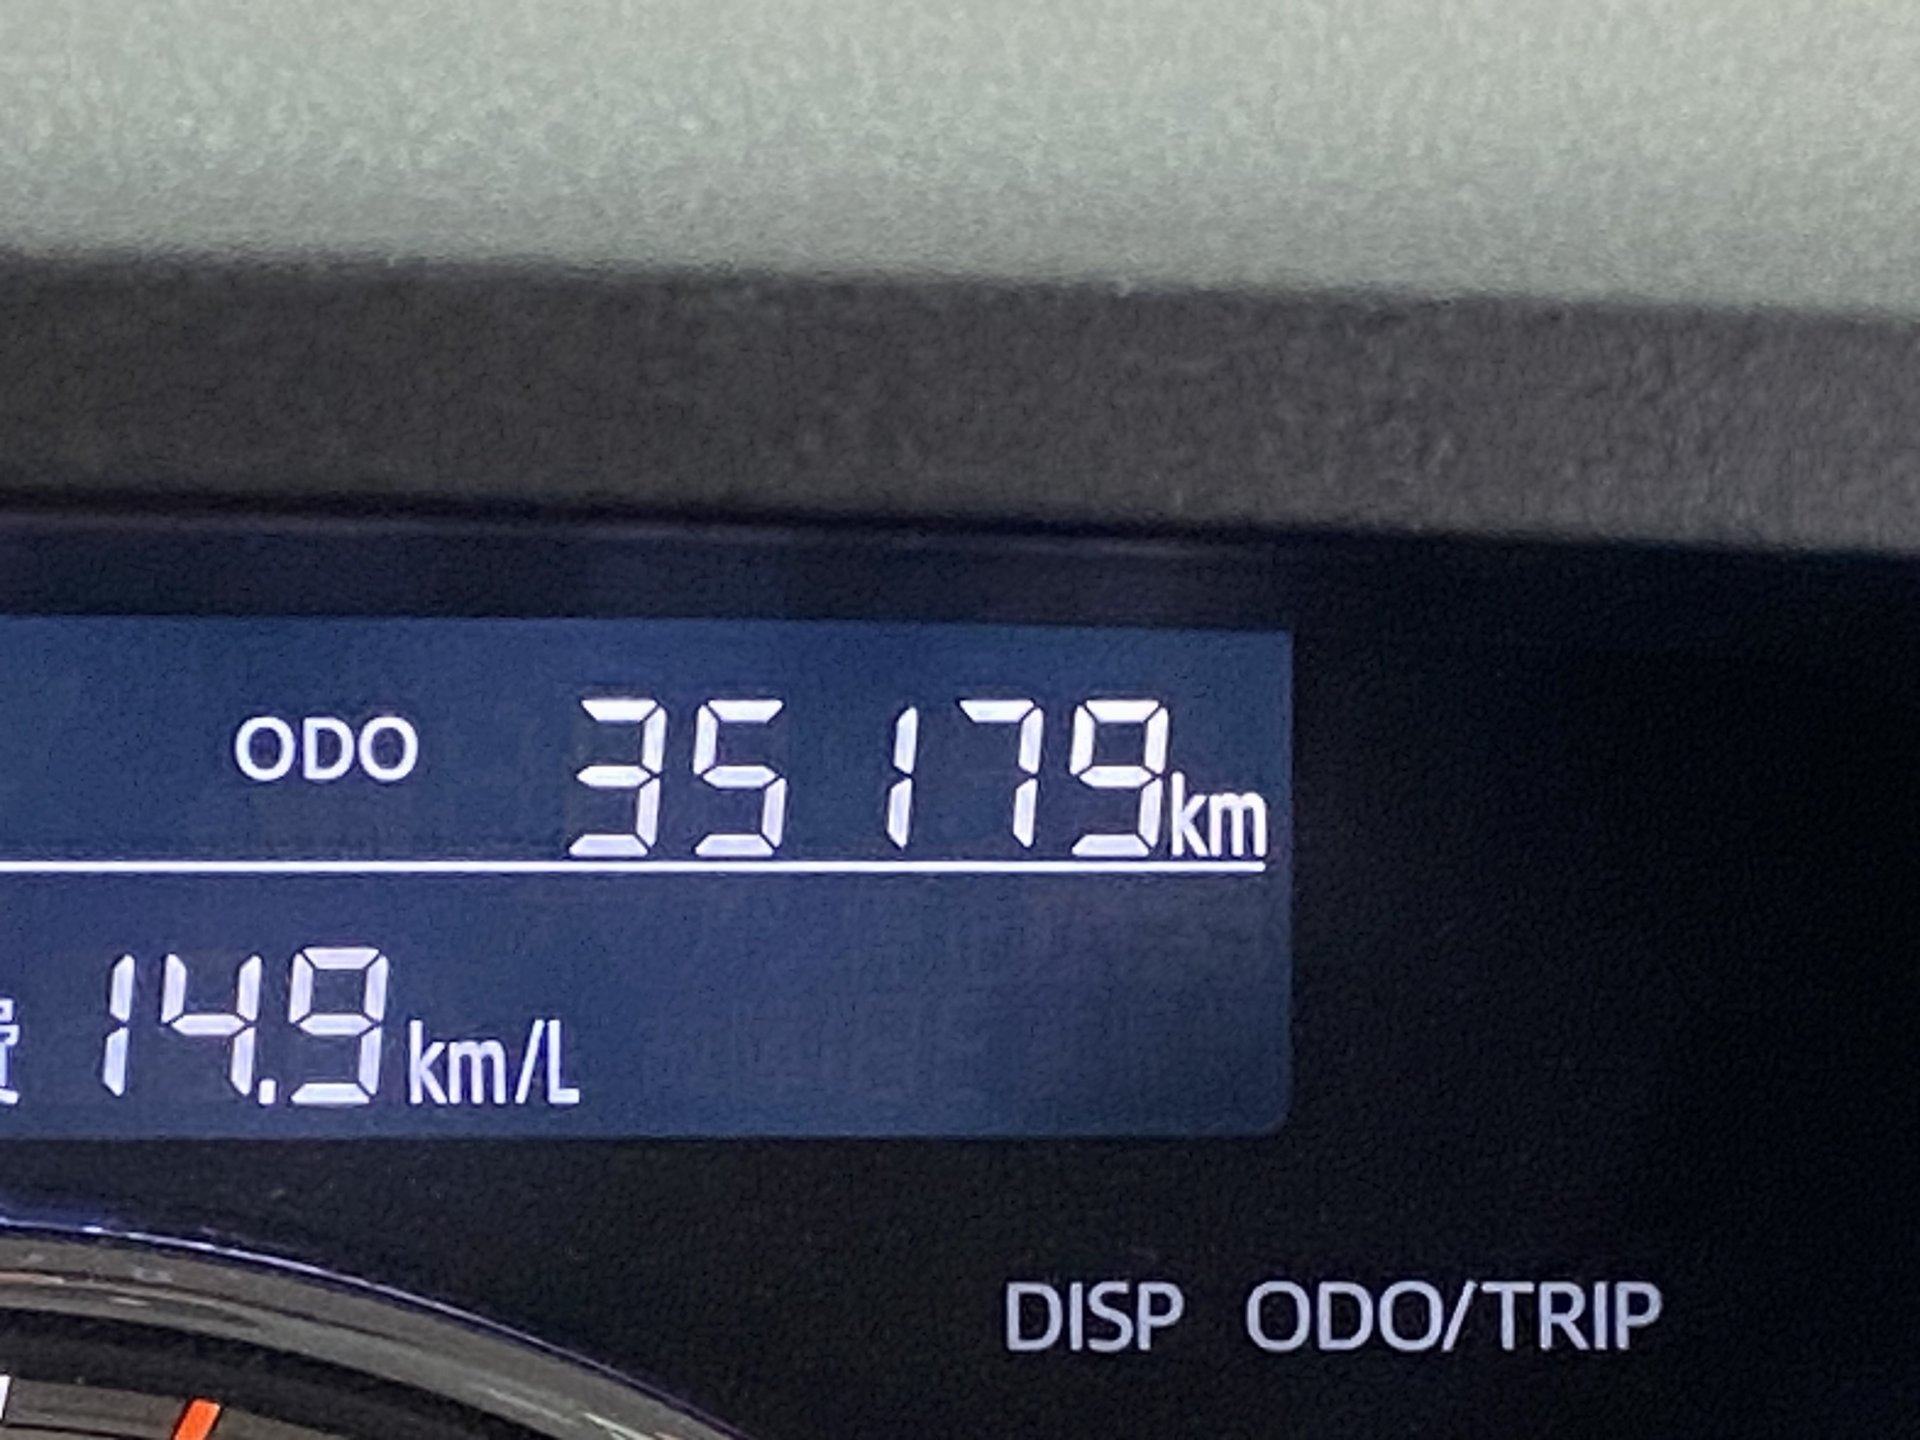 ODO 35179km
14.9km/L
DISP ODO/TRIP